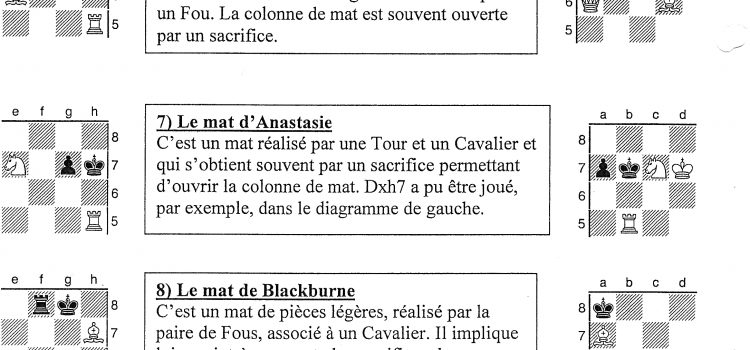 un Fou. La colonne de mat est souvent ouverte
par un sacrifice.
5
6
5
7) Le mat d'Anastasie
C'est un mat réalisé par une Tour et un Cavalier et
qui s'obtient souvent par un sacrifice permettant
d'ouvrir la colonne de mat. Dxh7 a pu être joué,
par exemple, dans le diagramme de gauche.
e f g h
8
7
6
5
a b c d
8
7
6
5
8) Le mat de Blackburne
C'est un mat de pièces légères, réalisé par la
paire de Fous, associé à un Cavalier. Il implique
e f g h
8
7
a b c d
8
7